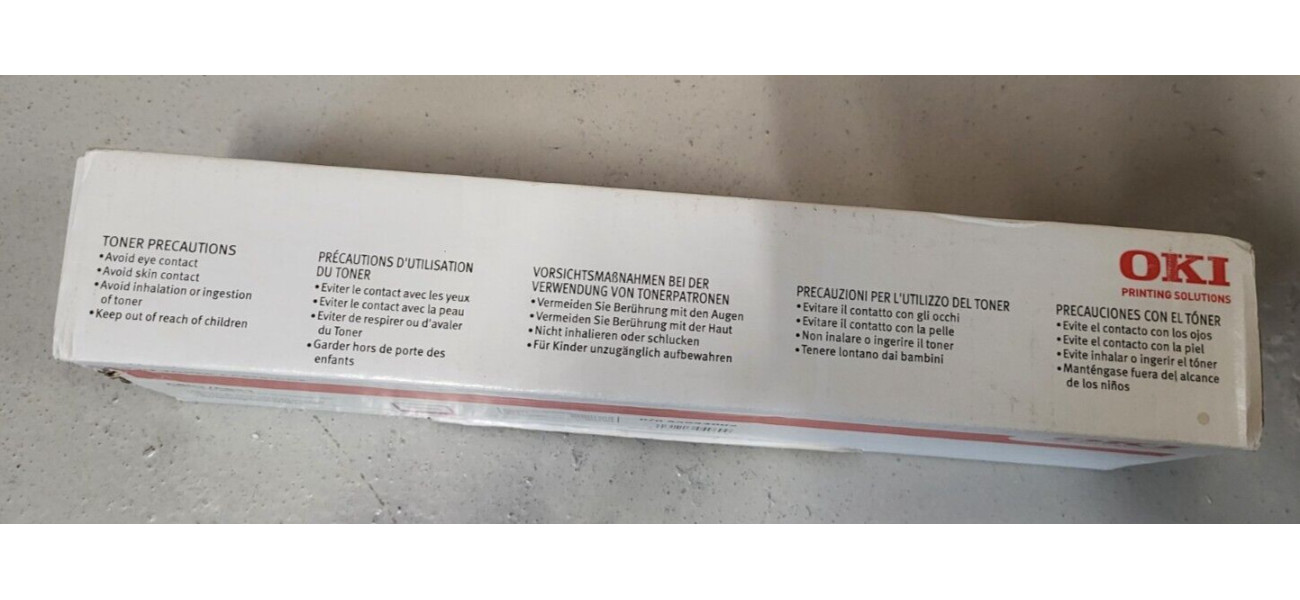 TONER PRECAUTIONS
•Avoid eye contact
•Avoid skin contact
•Avoid inhalation or ingestion
of toner
•Keep out of reach of children
PRÉCAUTIONS D'UTILISATION
DU TONER
•Eviter le contact avec les yeux
•Eviter le contact avec la peau
•Eviter de respirer ou d'avaler
du Toner
•Garder hors de porte des
enfants
VORSICHTSMAßNAHMEN BEI DER
VERWENDUNG VON TONERPATRONEN
•Vermeiden Sie Berührung mit den Augen
•Vermeiden Sie Berührung mit der Haut
•Nicht inhalieren oder schlucken
•Für Kinder unzugänglich aufbewahren
PRECAUZIONI PER L'UTILIZZO DEL TONER
•Evitare il contatto con gli occhi
•Evitare il contatto con la pelle
•Non inalare o ingerire il toner
•Tenere lontano dai bambini
OKI
PRINTING SOLUTIONS
PRECAUCIONES CON EL TÓNER
•Evite el contacto con los ojos
•Evite el contacto con la piel
•Evite inhalar o ingerir el tóner
•Manténgase fuera del alcance
de los niños